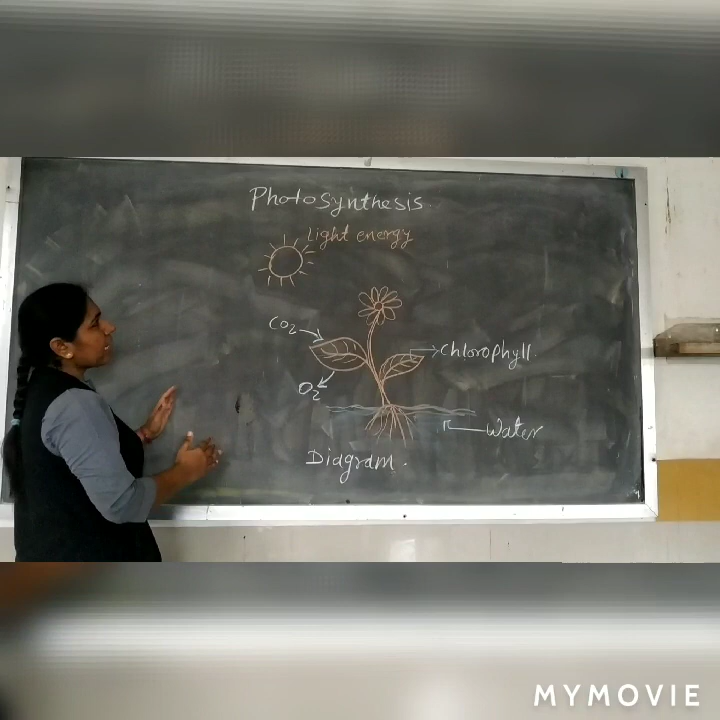 Photosynthesis
light energy
CO2
chlorophyll.
O2
Water
Diagram.
MYMOVIE